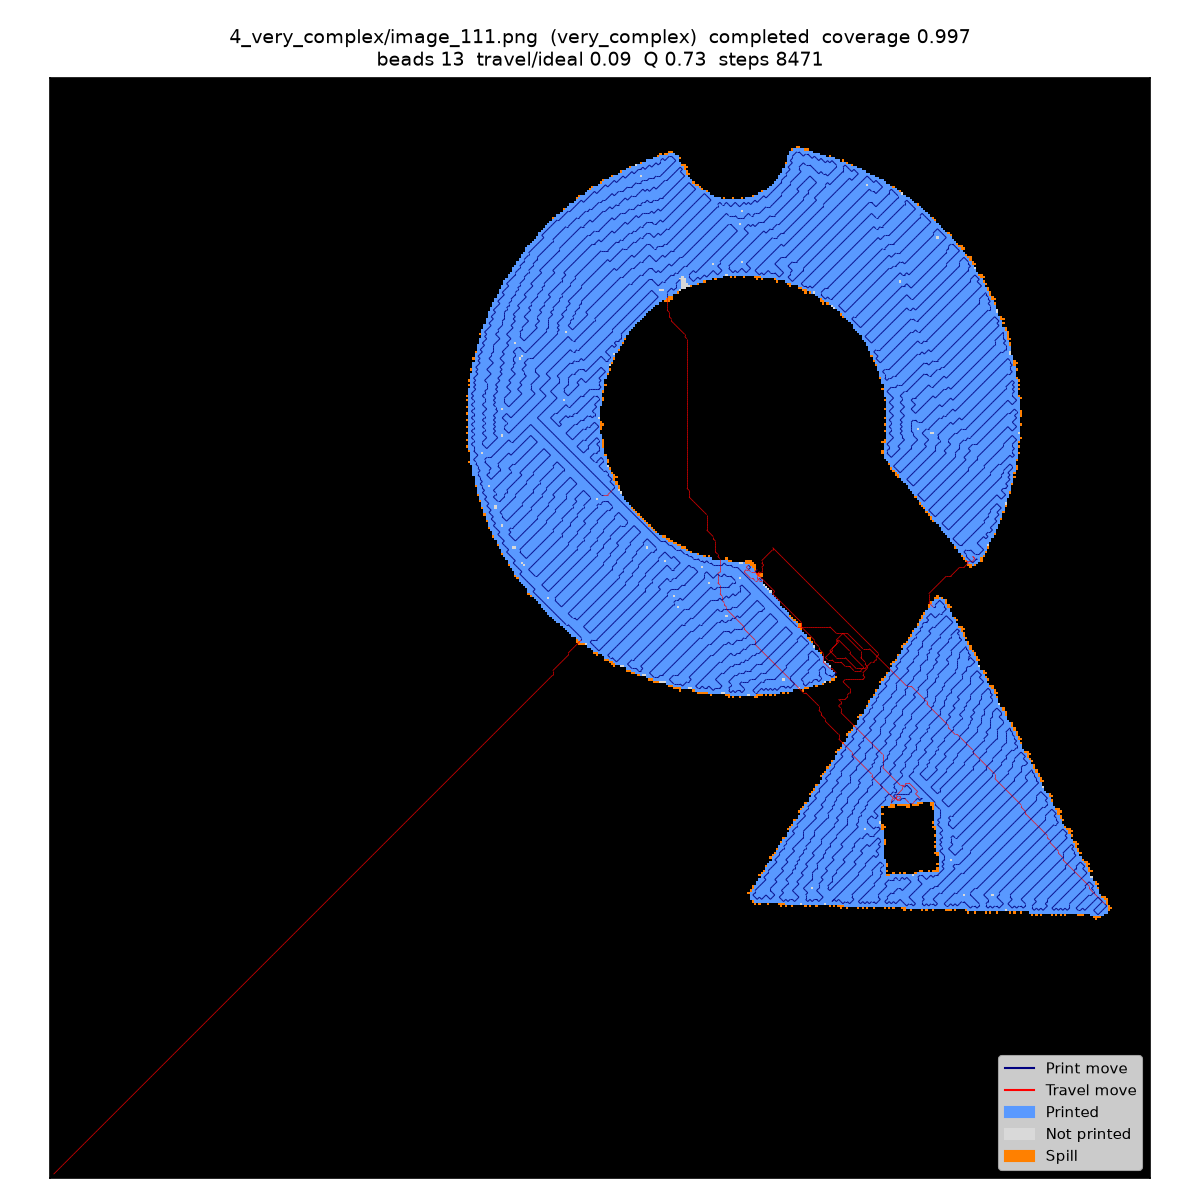 4_very_complex/image_111.png  (very_complex)  completed  coverage 0.997
beads 13  travel/ideal 0.09  Q 0.73  steps 8471
Print move
Travel move
Printed
Not printed
Spill